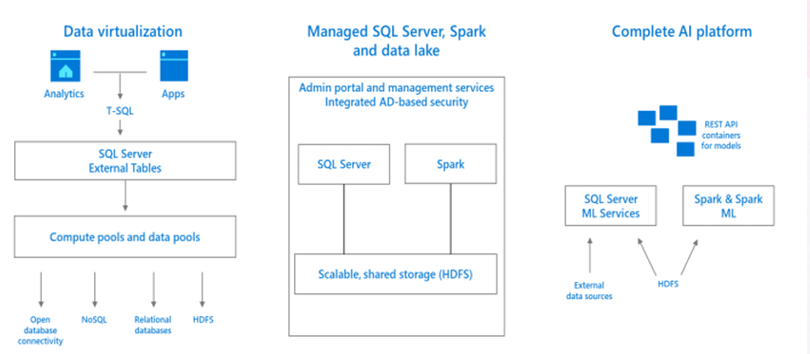 Data virtualization
Analytics
Apps
T-SQL
SQL Server
External Tables
Compute pools and data pools
Open
database
connectivity
NoSQL
Relational
databases
HDFS
Managed SQL Server, Spark
and data lake
Admin portal and management services
Integrated AD-based security
SQL Server
Spark
Scalable, shared storage (HDFS)
Complete AI platform
REST API
containers
for models
SQL Server
ML Services
Spark & Spark
ML
External
data sources
HDFS